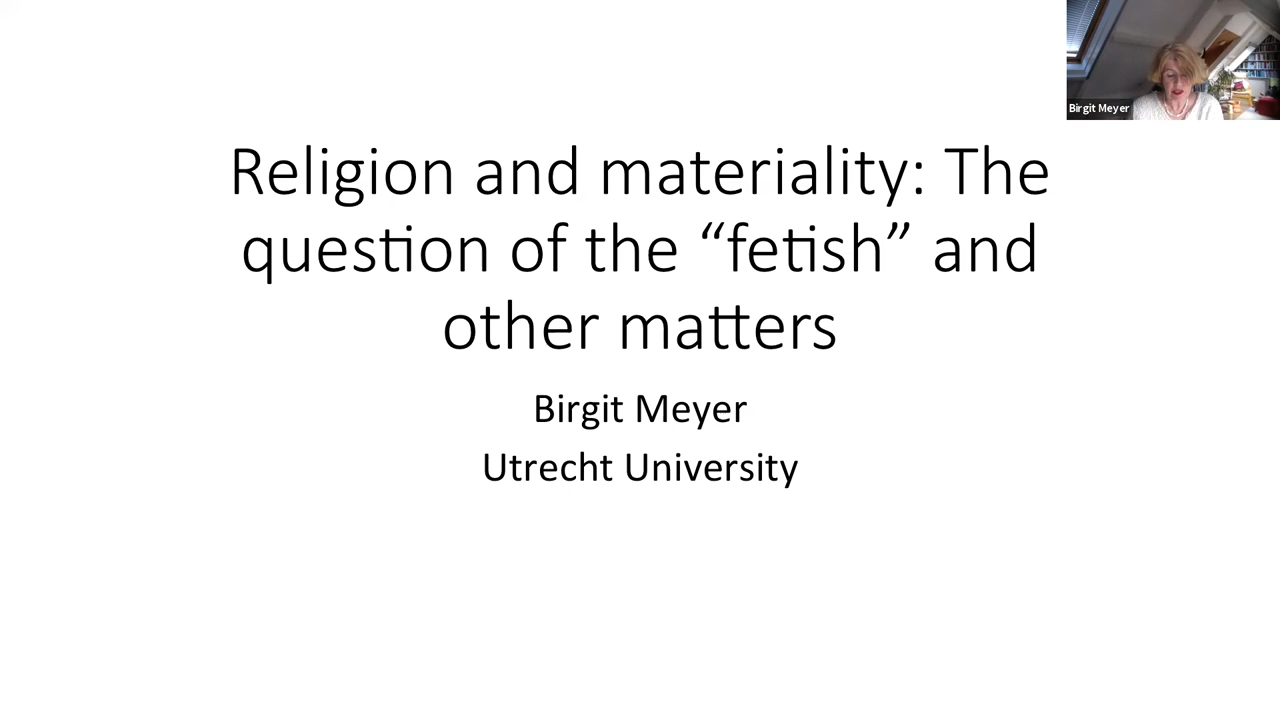 Birgit Meyer
Religion and materiality: The
question of the “fetish” and
other matters
Birgit Meyer
Utrecht University